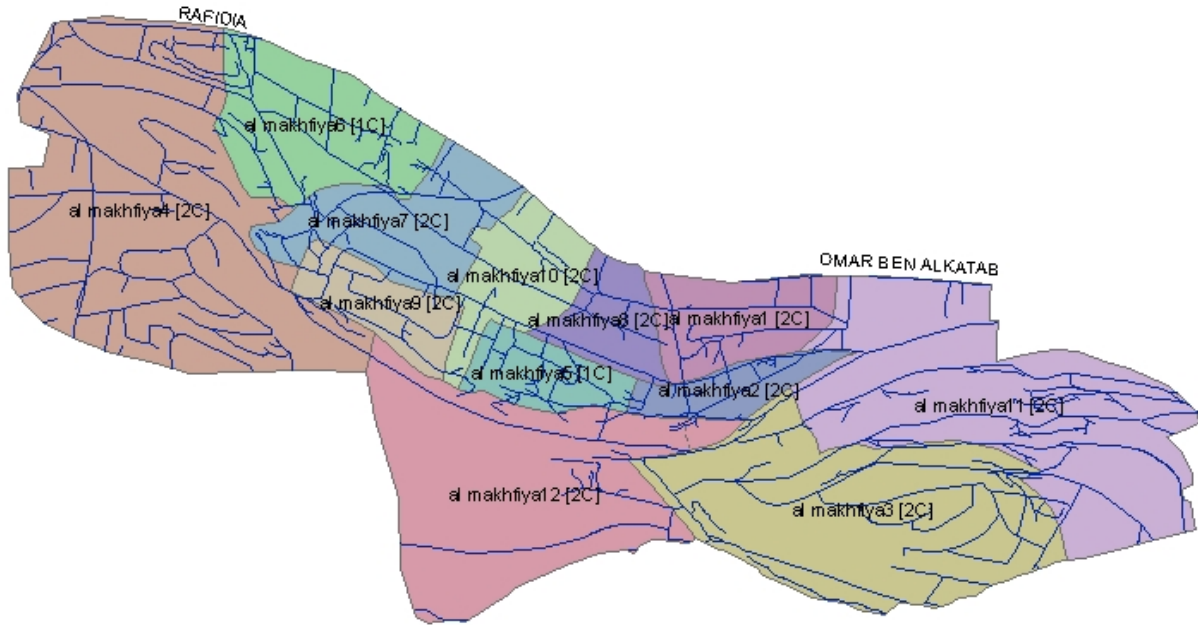 RAFIDIA
al makhfiya6 [1C]
al makhfiya4 [2C]
al makhfiya7 [2C]
OMAR BEN ALKATAB
al makhfiya10 [2C]
al makhfiya9 [2C]
al makhfiya8 [2C]
al makhfiya1 [2C]
al makhfiya5 [1C]
al makhfiya2 [2C]
al makhfiya11 [2C]
al makhfiya12 [2C]
al makhfiya3 [2C]